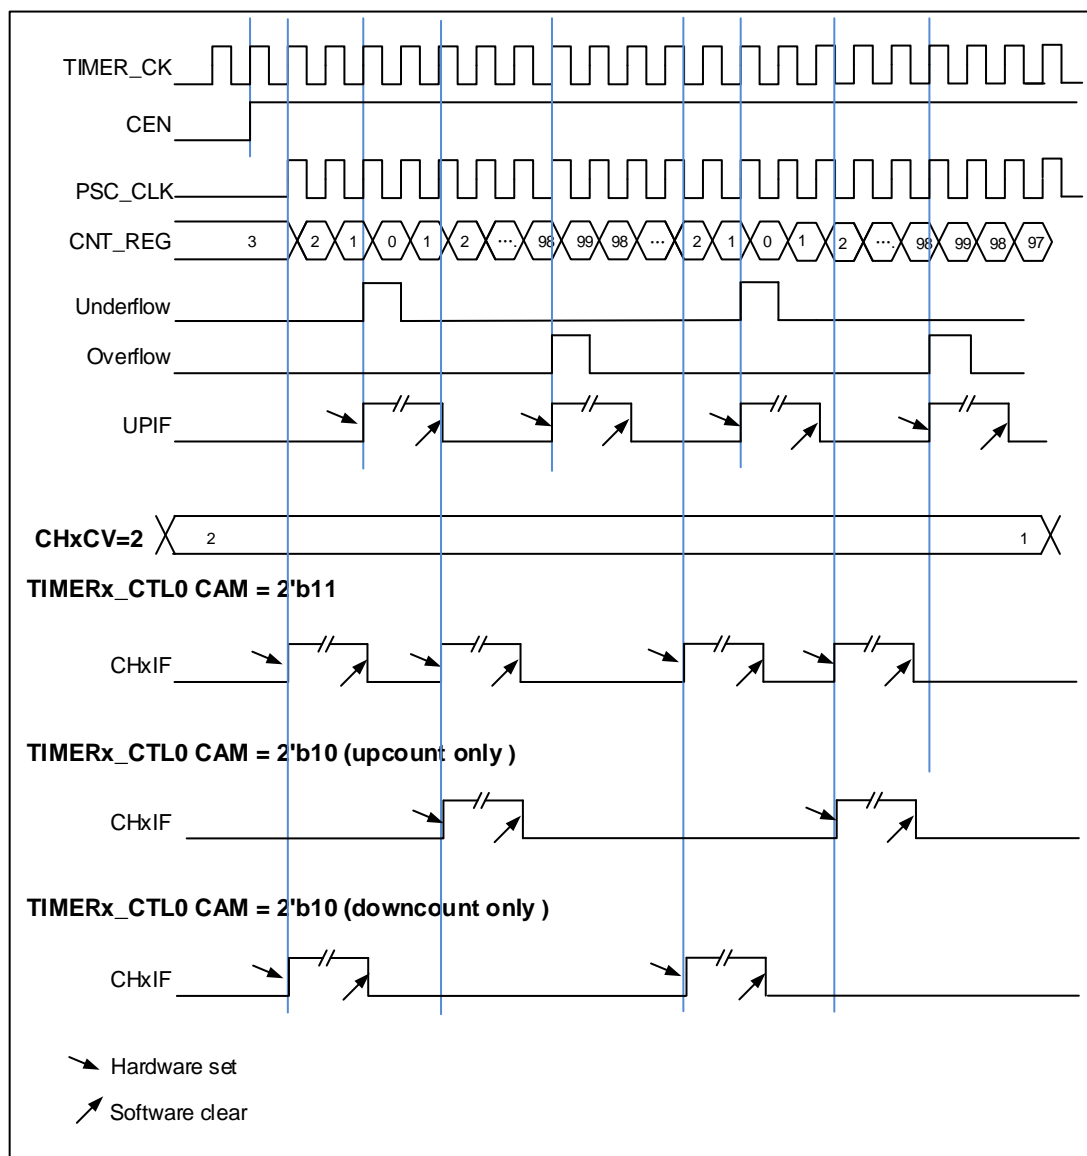 TIMER_CK
CEN
PSC_CLK
CNT_REG 3 2 1 0 1 2 ···. 98 99 98 ··· 2 1 0 1 2 ···. 98 99 98 97
Underflow
Overflow
UPIF
CHxCV=2 2 1
TIMERx_CTL0 CAM = 2'b11
CHxIF
TIMERx_CTL0 CAM = 2'b10 (upcount only )
CHxIF
TIMERx_CTL0 CAM = 2'b10 (downcount only )
CHxIF
Hardware set
Software clear